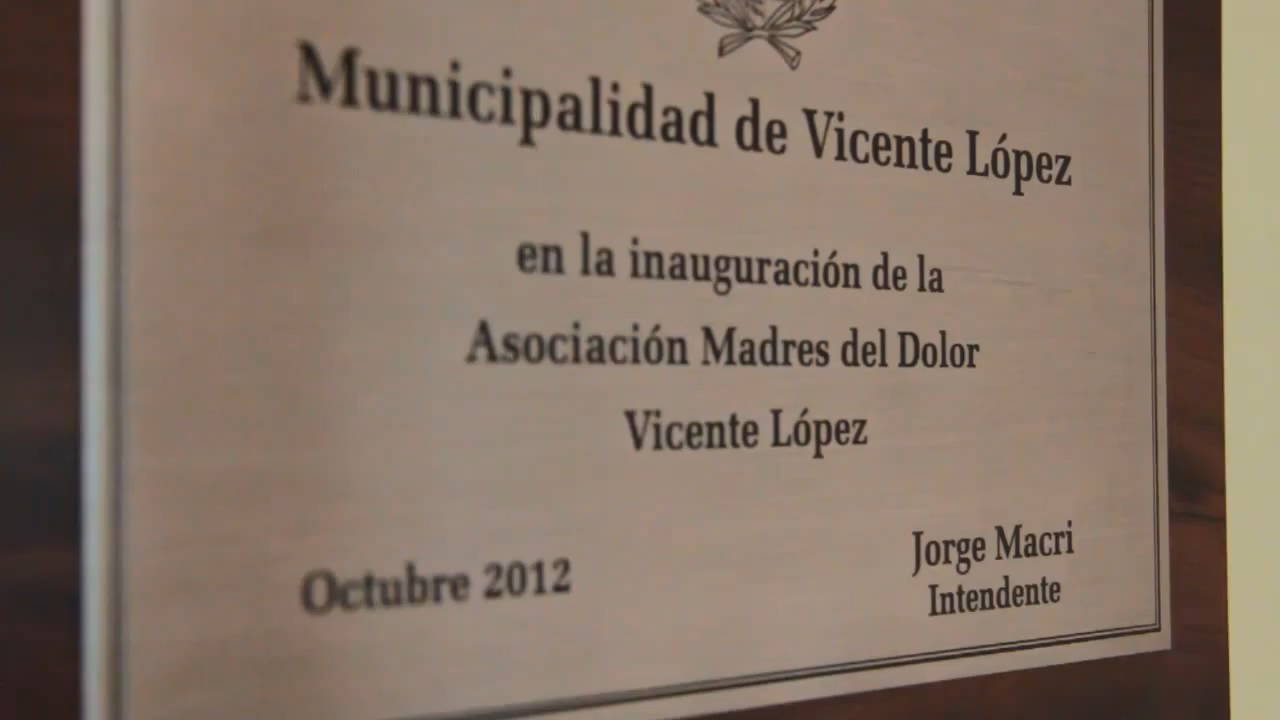 Municipalidad de Vicente López
en la inauguración de la
Asociación Madres del Dolor
Vicente López
Octubre 2012
Jorge Macri
Intendente